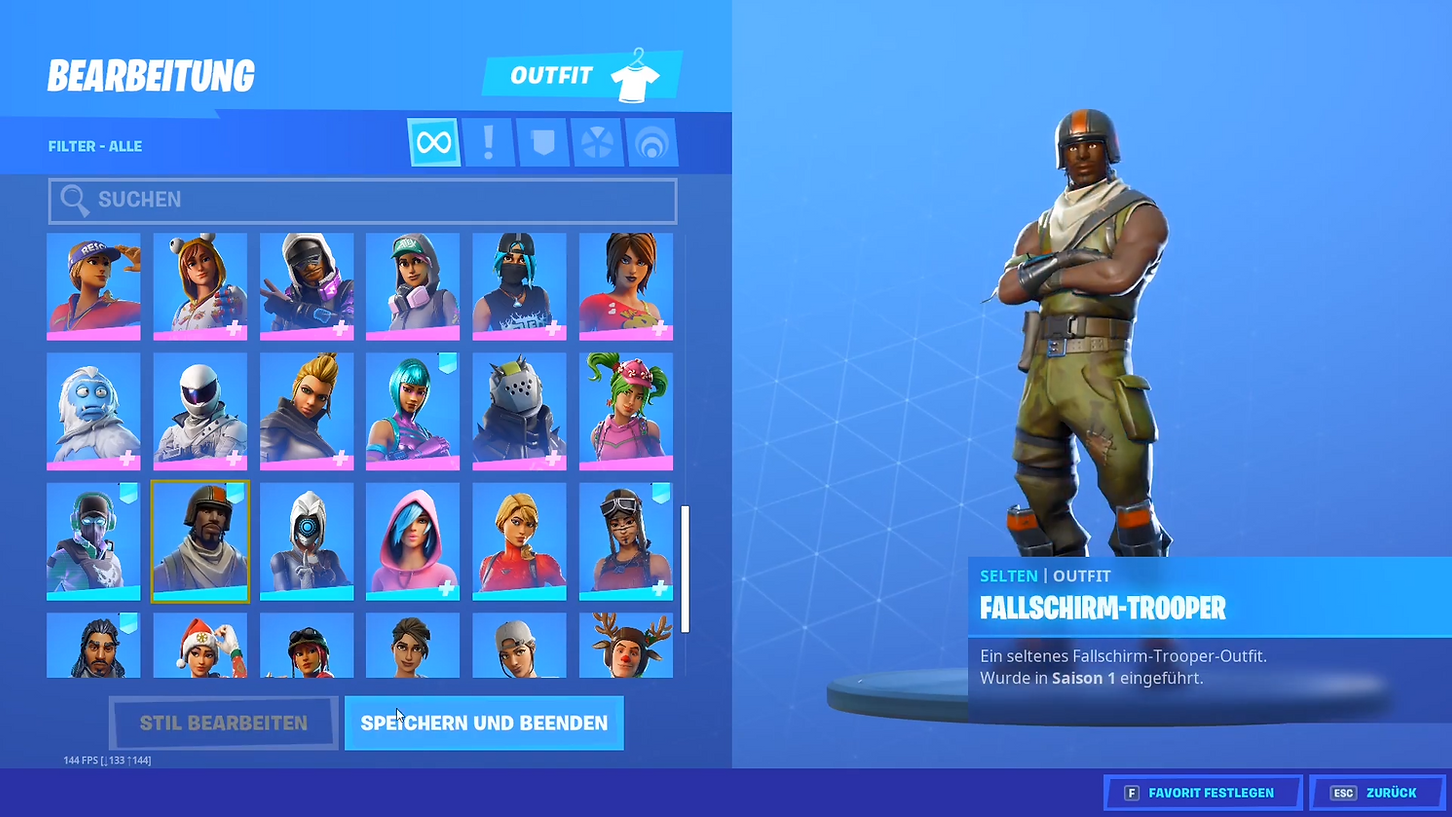 BEARBEITUNG
OUTFIT
FILTER - ALLE
SUCHEN
SELTEN | OUTFIT
FALLSCHIRM-TROOPER
Ein seltenes Fallschirm-Trooper-Outfit.
Wurde in Saison 1 eingeführt.
STIL BEARBEITEN
SPEICHERN UND BEENDEN
144 FPS [↓133 ↑144]
F FAVORIT FESTLEGEN
ESC ZURÜCK